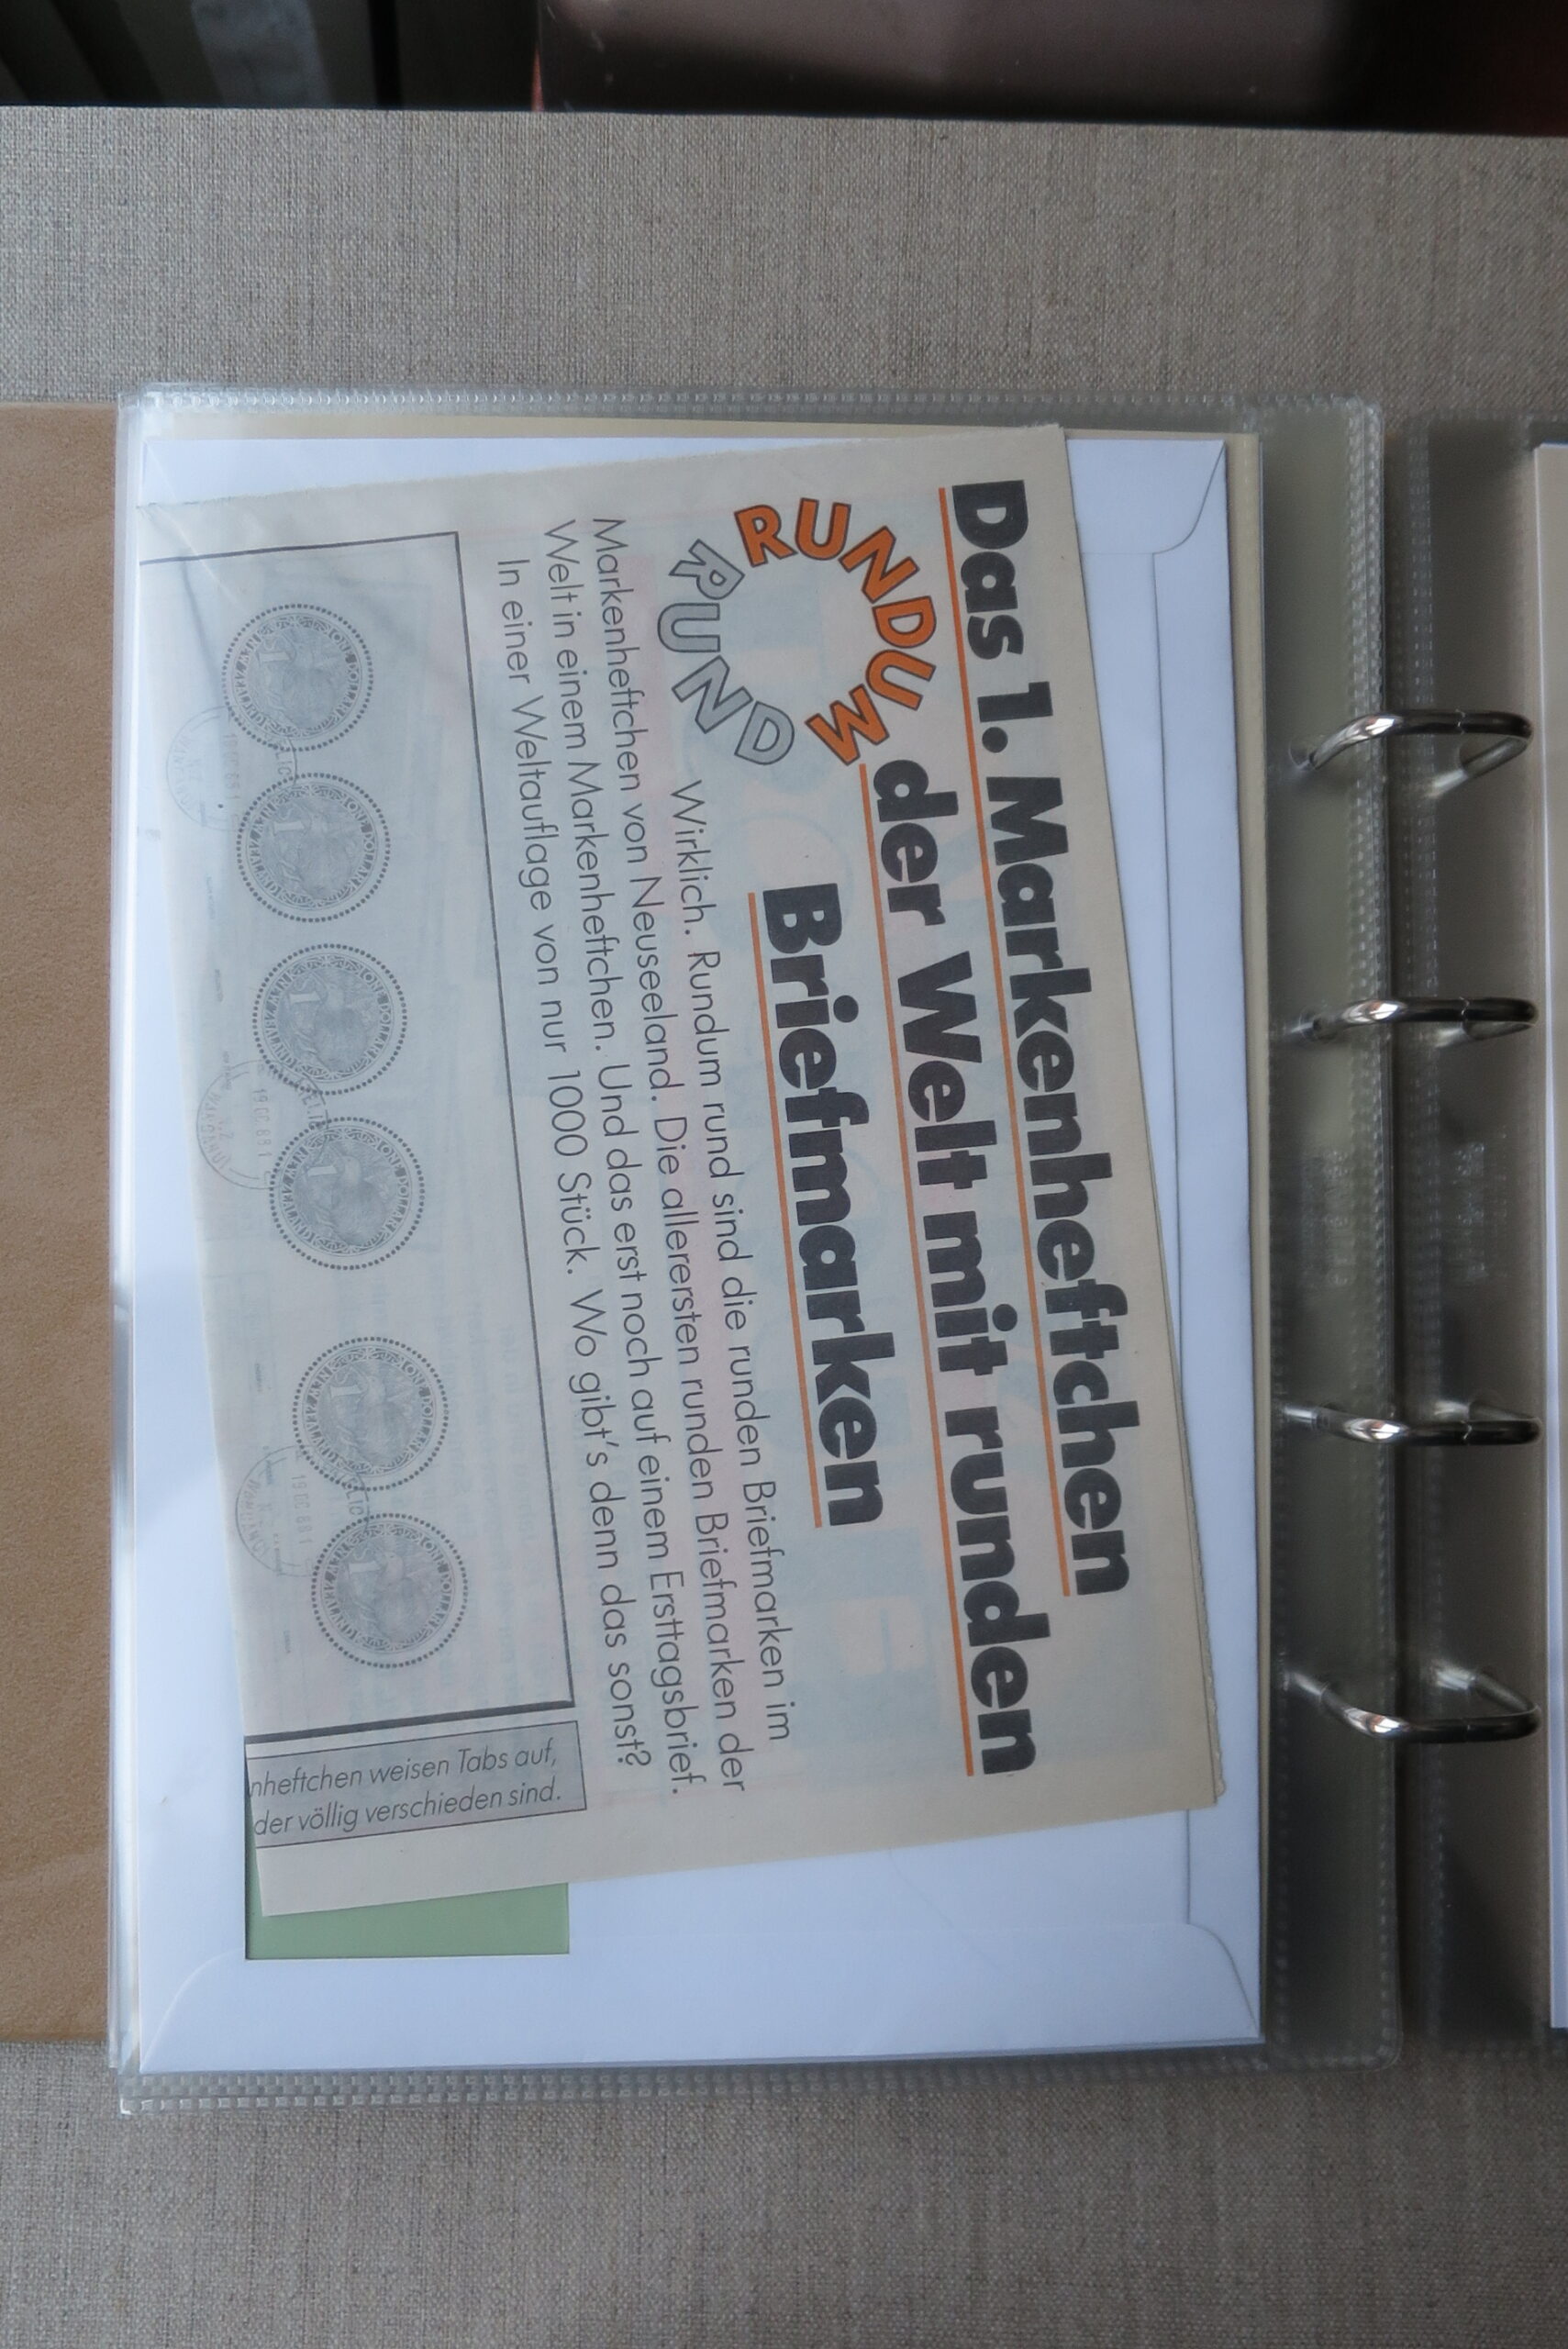 Das 1. Markenheftchen
der Welt mit runden
Briefmarken
RUNDUM
RUND
Wirklich. Rundum rund sind die runden Briefmarken im
Markenheftchen von Neuseeland. Die allerersten runden Briefmarken der
Welt in einem Markenheftchen. Und das erst noch auf einem Ersttagsbrief.
In einer Weltauflage von nur 1000 Stück. Wo gibt's denn das sonst?
nheftchen weisen Tabs auf,
der völlig verschieden sind.